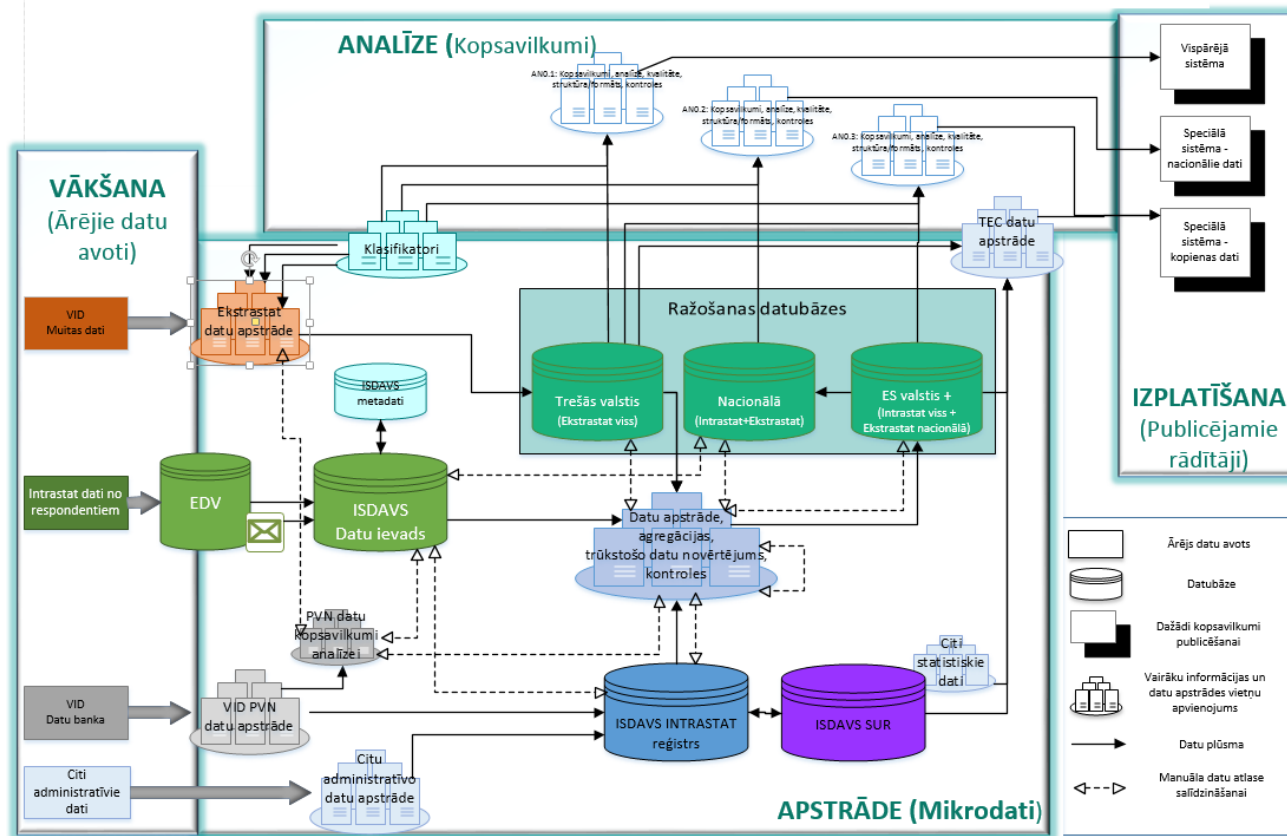 ANALĪZE (Kopsavilkumi)
AN0.1: Kopsavilkumi, analīze, kvalitāte,
struktūra/formāts, kontroles
AN0.2: Kopsavilkumi, analīze, kvalitāte,
struktūra/formāts, kontroles
AN0.3: Kopsavilkumi, analīze, kvalitāte,
struktūra/formāts, kontroles
Vispārējā
sistēma
Speciālā
sistēma -
nacionālie dati
Speciālā
sistēma -
kopienas dati
VĀKŠANA
(Ārējie datu
avoti)
Klasifikatori
TEC datu
apstrāde
VID
Muitas dati
Ekstrastat
datu apstrāde
Ražošanas datubāzes
Trešās valstis
(Ekstrastat viss)
Nacionālā
(Intrastat+Ekstrastat)
ES valstis +
(Intrastat viss +
Ekstrastat nacionālā)
IZPLATĪŠANA
(Publicējamie
rādītāji)
ISDAVS
metadati
Intrastat dati no
respondentiem
EDV
ISDAVS
Datu ievads
Datu apstrāde,
agregācijas,
trūkstošo datu novērtējums,
kontroles
PVN datu
kopsavilkumi
analīzei
VID
Datu banka
VID PVN
datu apstrāde
ISDAVS INTRASTAT
reģistrs
ISDAVS SUR
Citi
statistiskie
dati
Citi
administratīvie
dati
Citu
administratīvo
datu apstrāde
APSTRĀDE (Mikrodati)
Ārējs datu avots
Datubāze
Dažādi kopsavilkumi
publicēšanai
Vairāku informācijas un
datu apstrādes vietņu
apvienojums
Datu plūsma
Manuāla datu atlase
salīdzināšanai